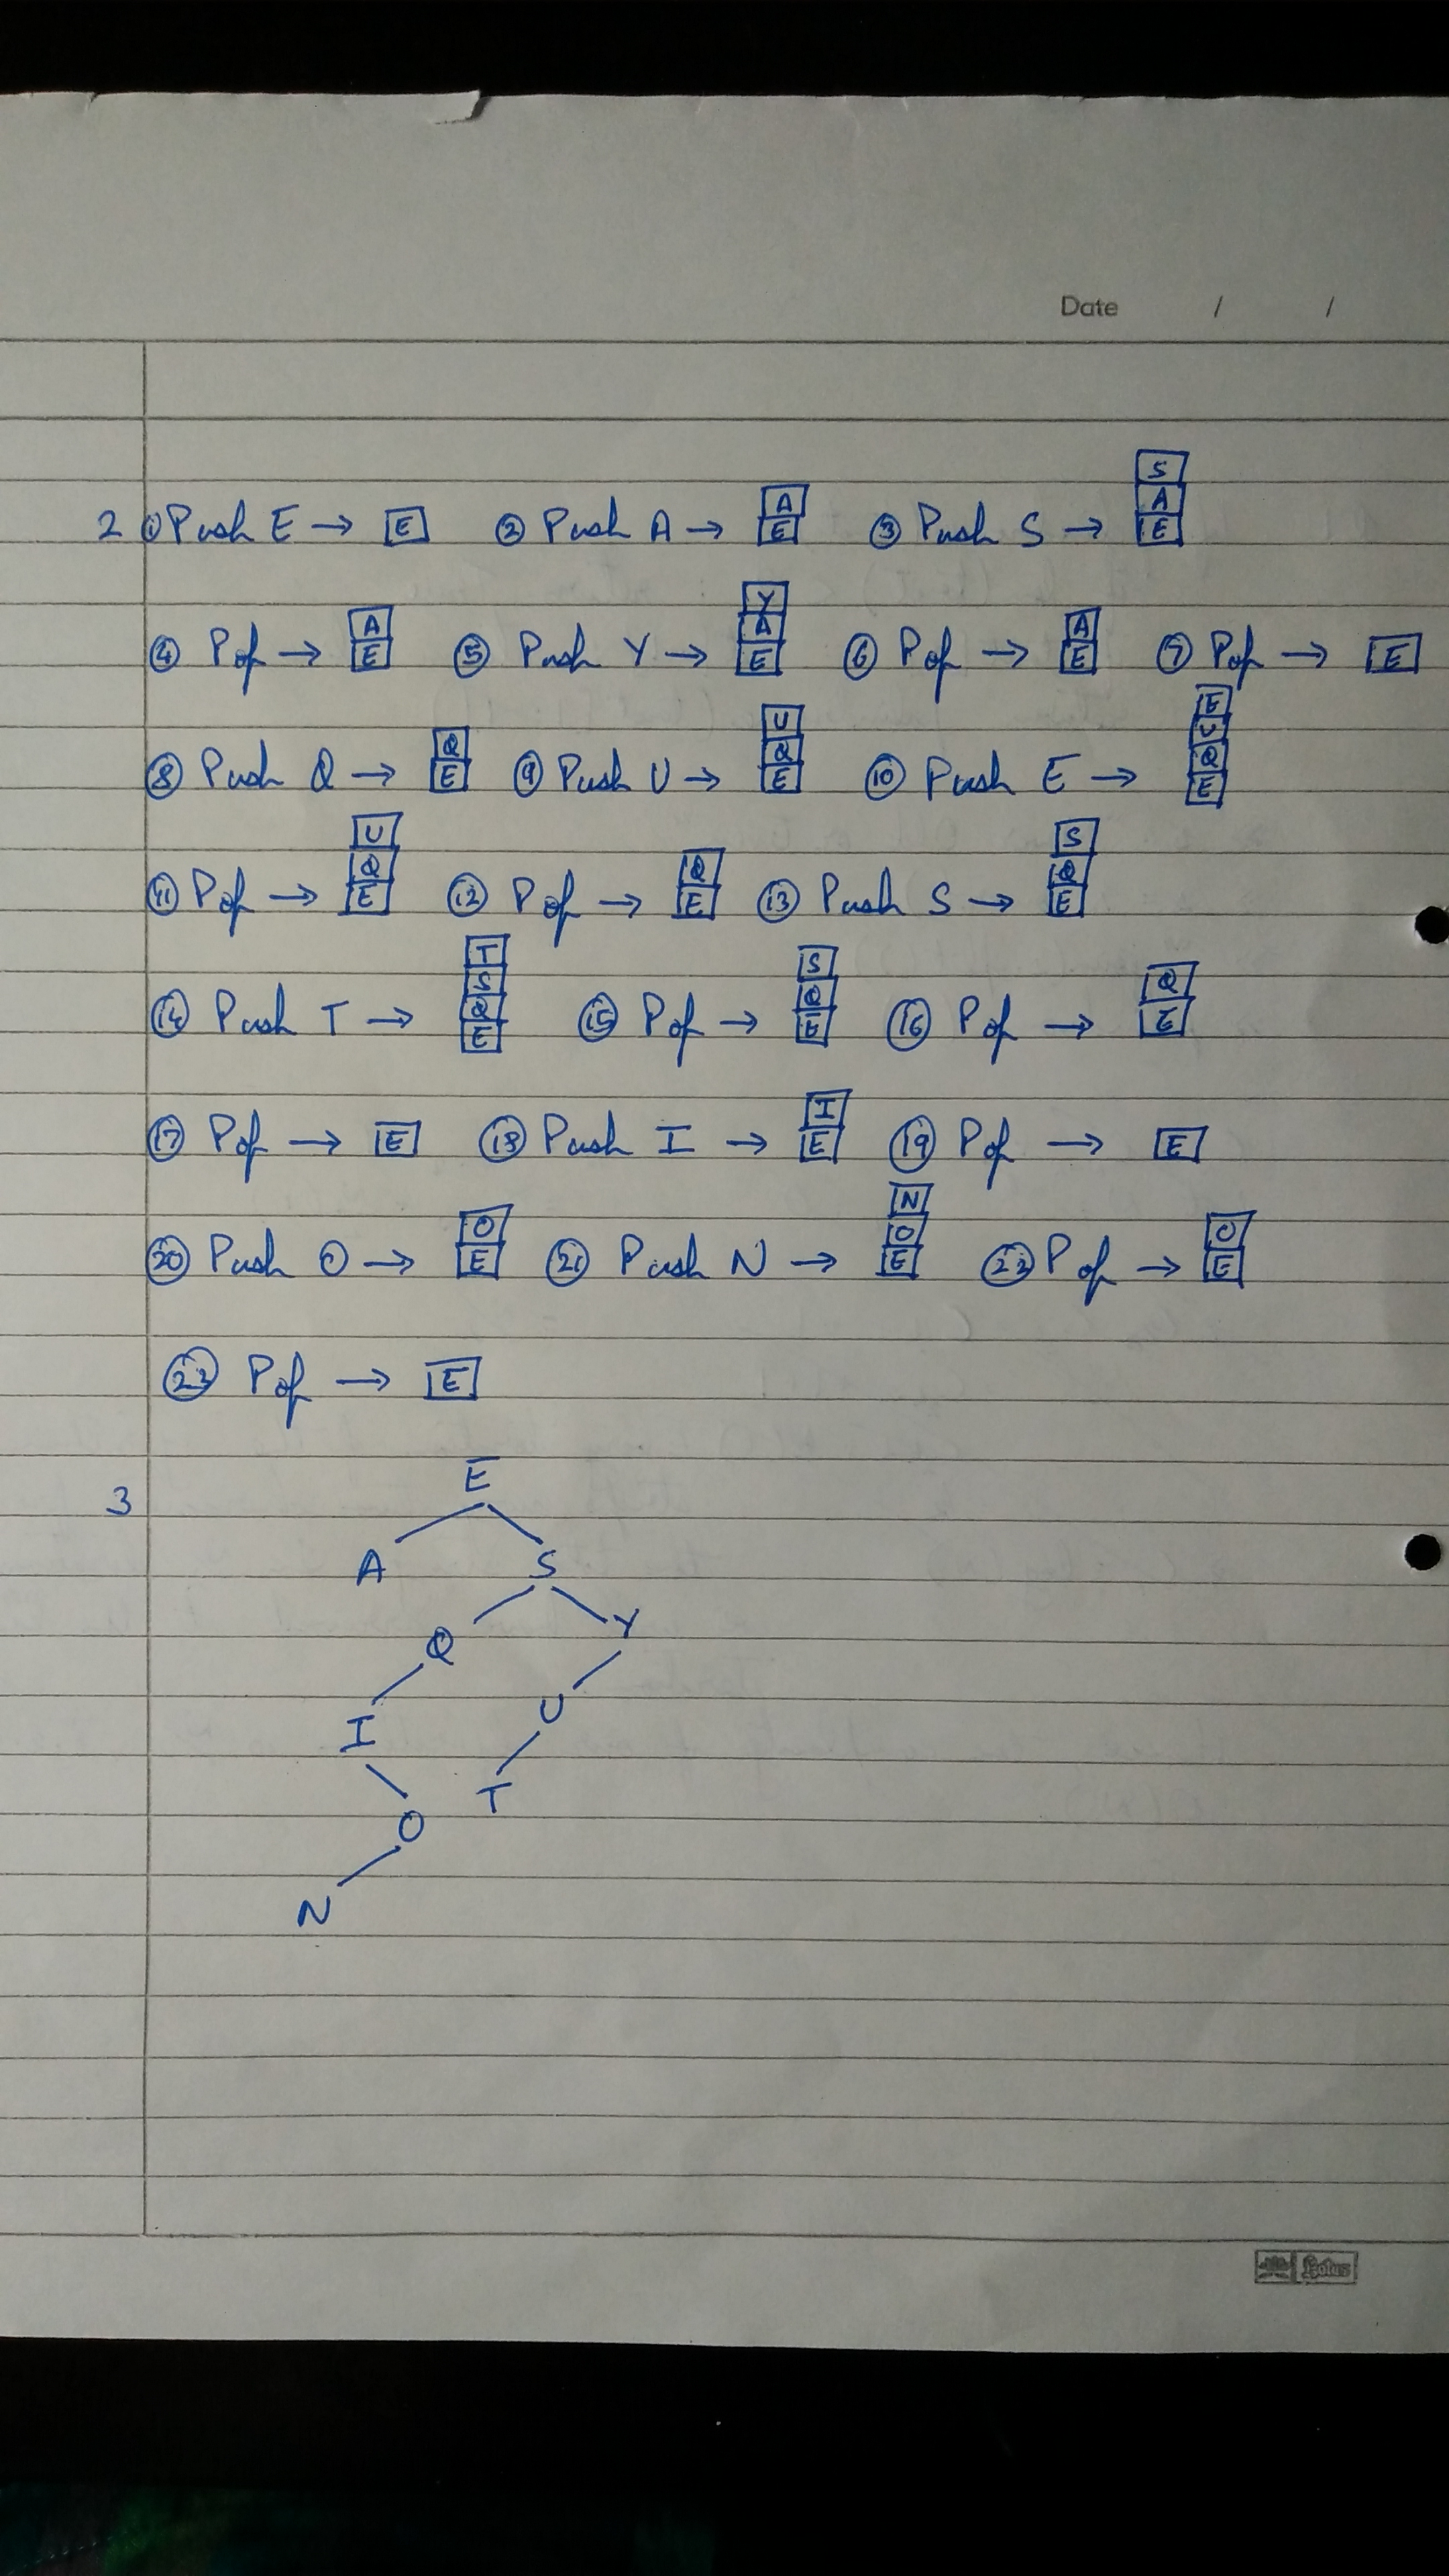 Date / /
S
2 ① Push E → E ② Push A → A E ③ Push S → A E
Y
④ Pop → A E ⑤ Push Y → A E ⑥ Pop → A E ⑦ Pop → E
U E U
⑧ Push Q → Q E ⑨ Push U → Q E ⑩ Push E → Q E
U S
⑪ Pop → Q E ⑫ Pop → Q E ⑬ Push S → Q E
T S S
⑭ Push T → Q E ⑮ Pop → Q E ⑯ Pop → Q E
⑰ Pop → E ⑱ Push I → I E ⑲ Pop → E
N
⑳ Push O → O E ㉑ Push N → O E ㉒ Pop → O E
㉓ Pop → E
E
3
A S
Q Y
I U
O T
N
Lotus